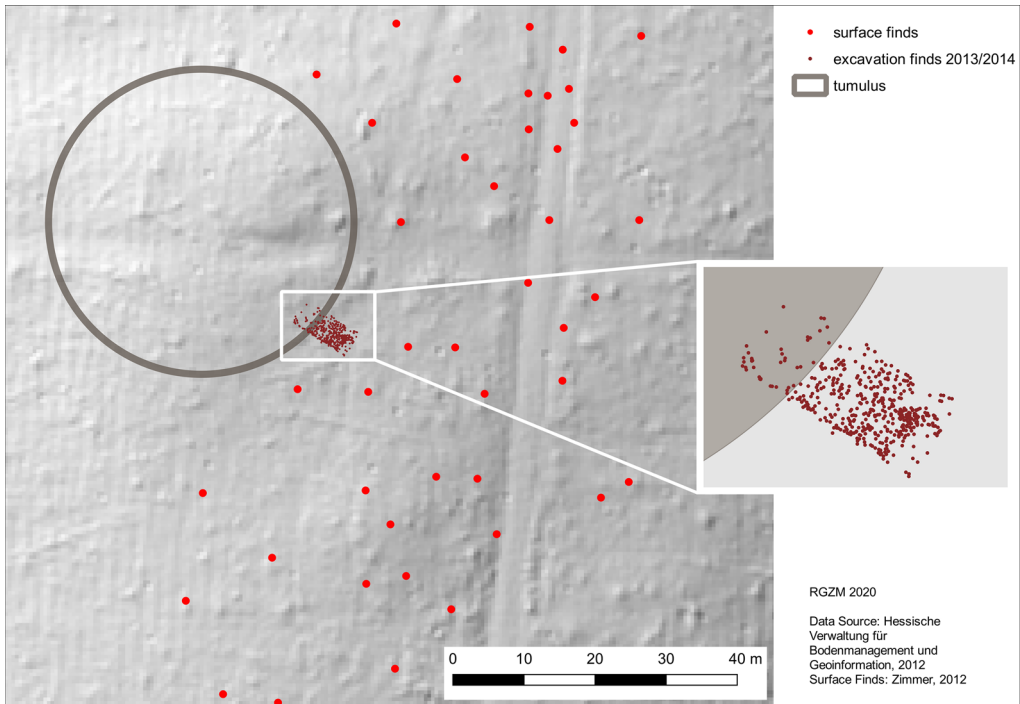 surface finds
excavation finds 2013/2014
tumulus
RGZM 2020
Data Source: Hessische
Verwaltung für
Bodenmanagement und
Geoinformation, 2012
Surface Finds: Zimmer, 2012
0 10 20 30 40 m